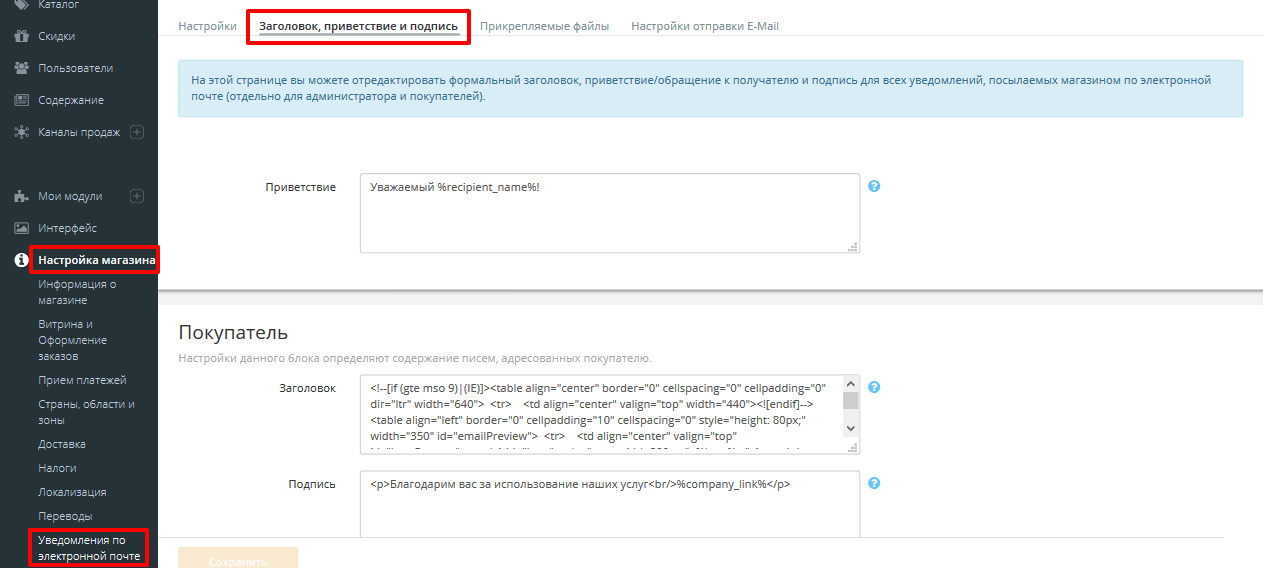 Каталог
Скидки
Пользователи
Содержание
Каналы продаж
Мои модули
Интерфейс
Настройка магазина
Информация о
магазине
Витрина и
Оформление
заказов
Прием платежей
Страны, области и
зоны
Доставка
Налоги
Локализация
Переводы
Уведомления по
электронной почте
Настройки Заголовок, приветствие и подпись Прикрепляемые файлы Настройки отправки E-Mail
На этой странице вы можете отредактировать формальный заголовок, приветствие/обращение к получателю и подпись для всех уведомлений, посылаемых магазином по электронной
почте (отдельно для администратора и покупателей).
Приветствие Уважаемый %recipient_name%!
Покупатель
Настройки данного блока определяют содержание писем, адресованных покупателю.
Заголовок <!--[if (gte mso 9)|(IE)]><table align="center" border="0" cellspacing="0" cellpadding="0"
dir="ltr" width="640"> <tr> <td align="center" valign="top" width="440"><![endif]-->
<table align="left" border="0" cellpadding="10" cellspacing="0" style="height: 80px;"
width="350" id="emailPreview"> <tr> <td align="center" valign="top"
Подпись <p>Благодарим вас за использование наших услуг<br/>%company_link%</p>
Сохранить